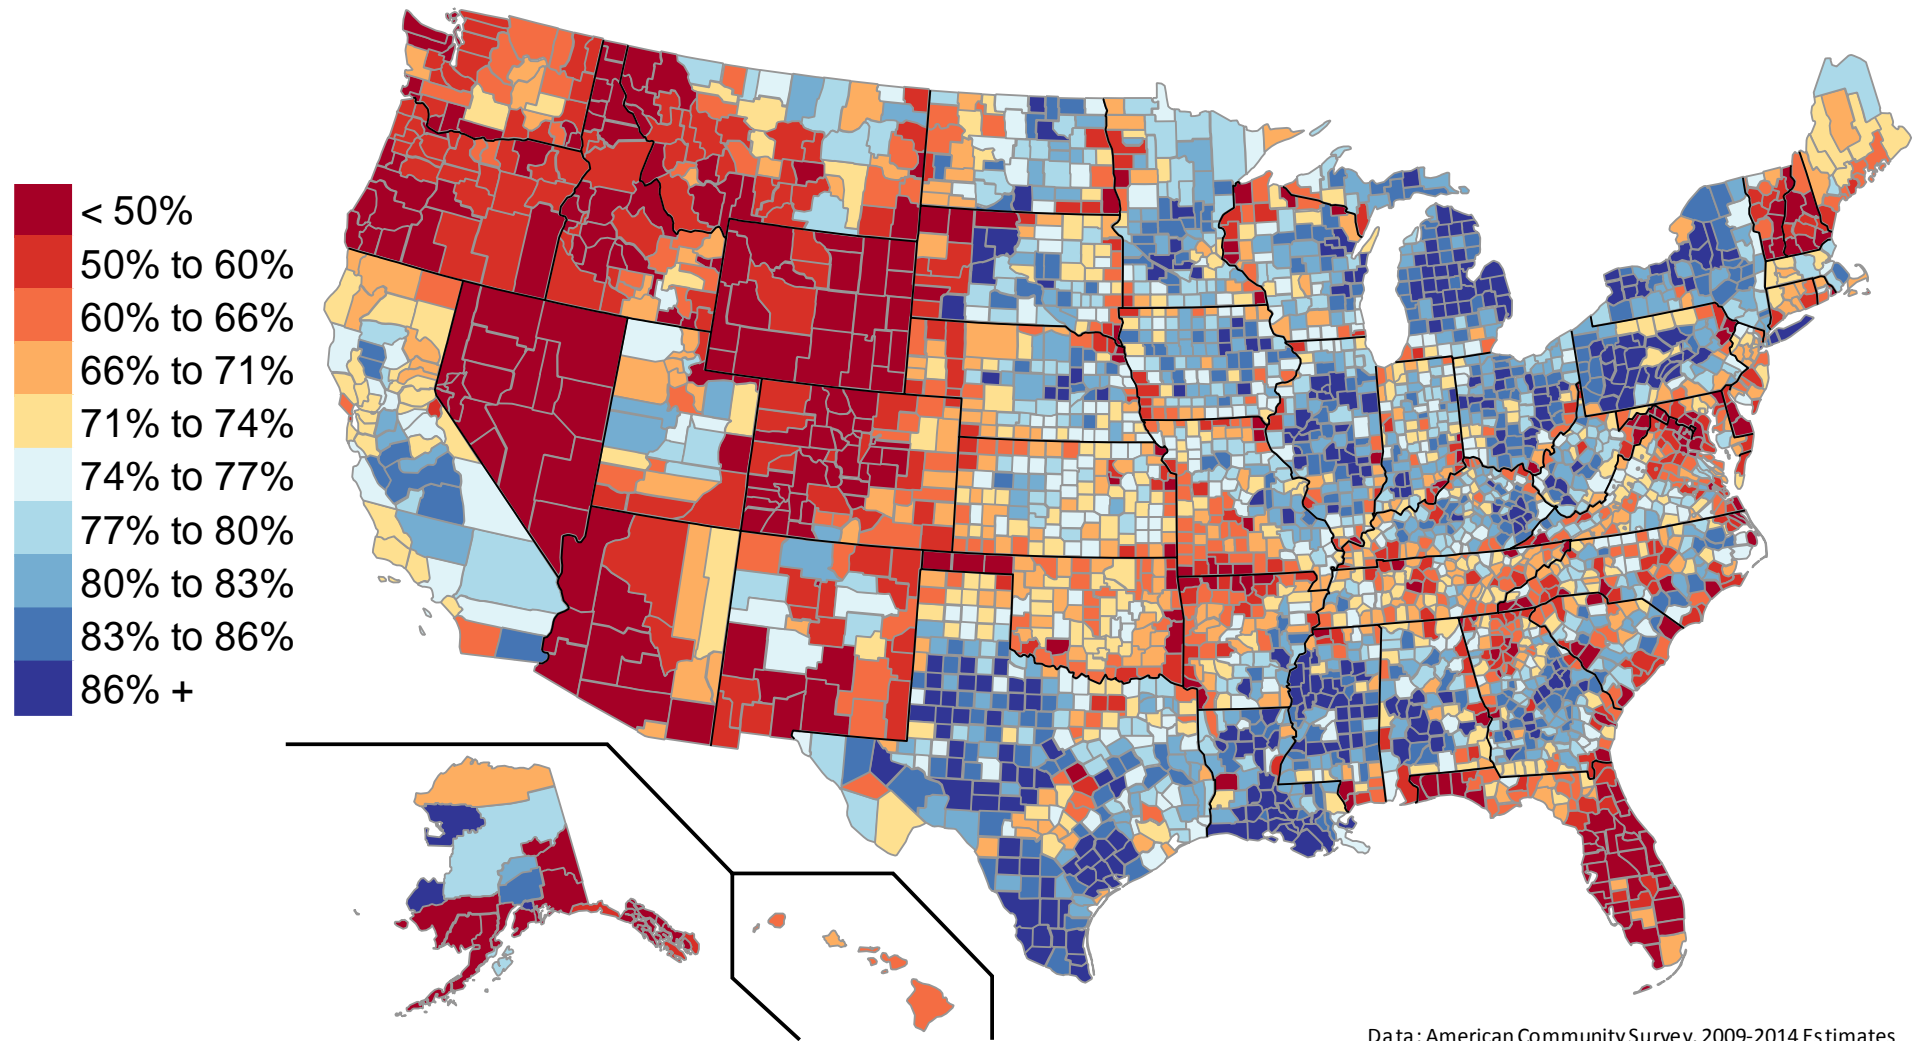 < 50%
50% to 60%
60% to 66%
66% to 71%
71% to 74%
74% to 77%
77% to 80%
80% to 83%
83% to 86%
86% +
Data: American Community Survey, 2009-2014 Estimates